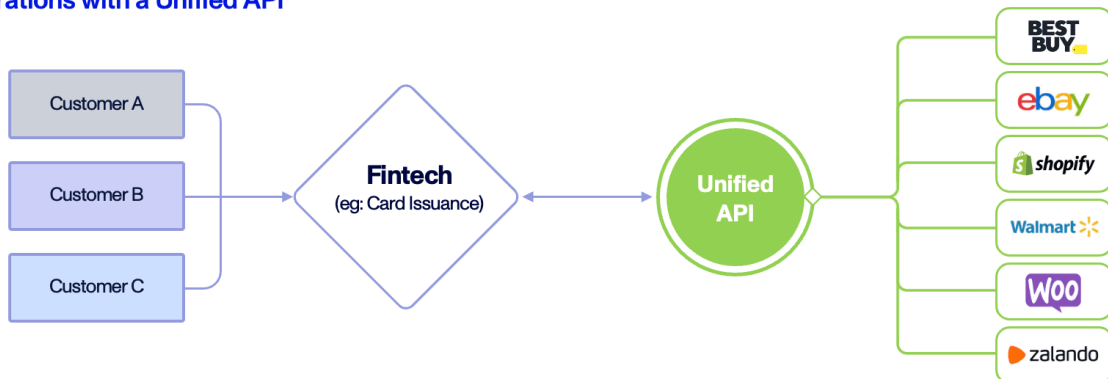 rations with a Unified API
Customer A
Customer B
Customer C
Fintech
(eg: Card Issuance)
Unified
API
BEST
BUY
ebay
shopify
Walmart
Woo
zalando